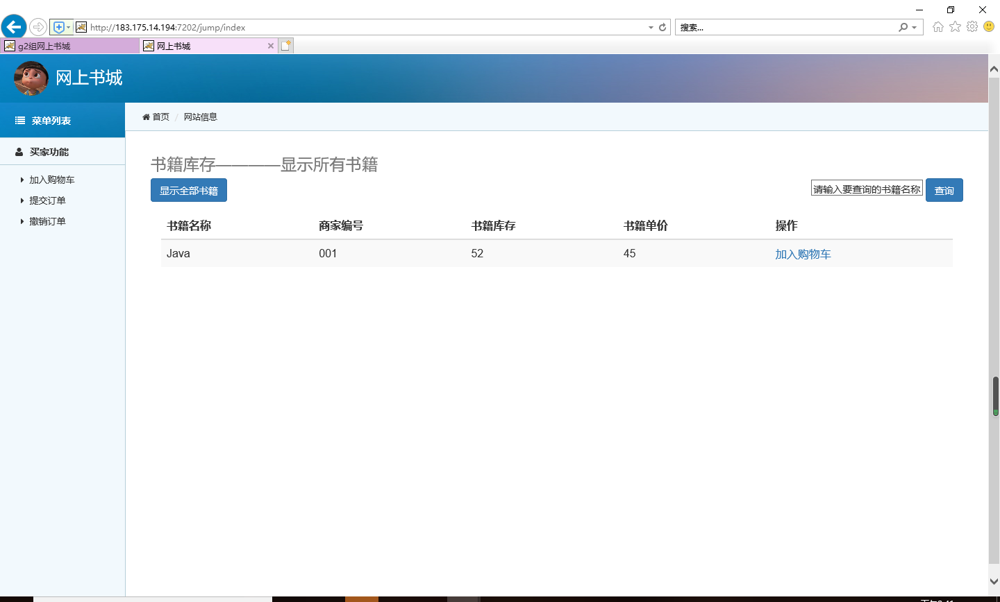 http://183.175.14.194:7202/jump/index
搜索...
g2组网上书城
网上书城
网上书城
菜单列表
首页 / 网站信息
买家功能
加入购物车
提交订单
撤销订单
书籍库存————显示所有书籍
显示全部书籍
请输入要查询的书籍名称
查询
书籍名称 商家编号 书籍库存 书籍单价 操作
Java 001 52 45 加入购物车